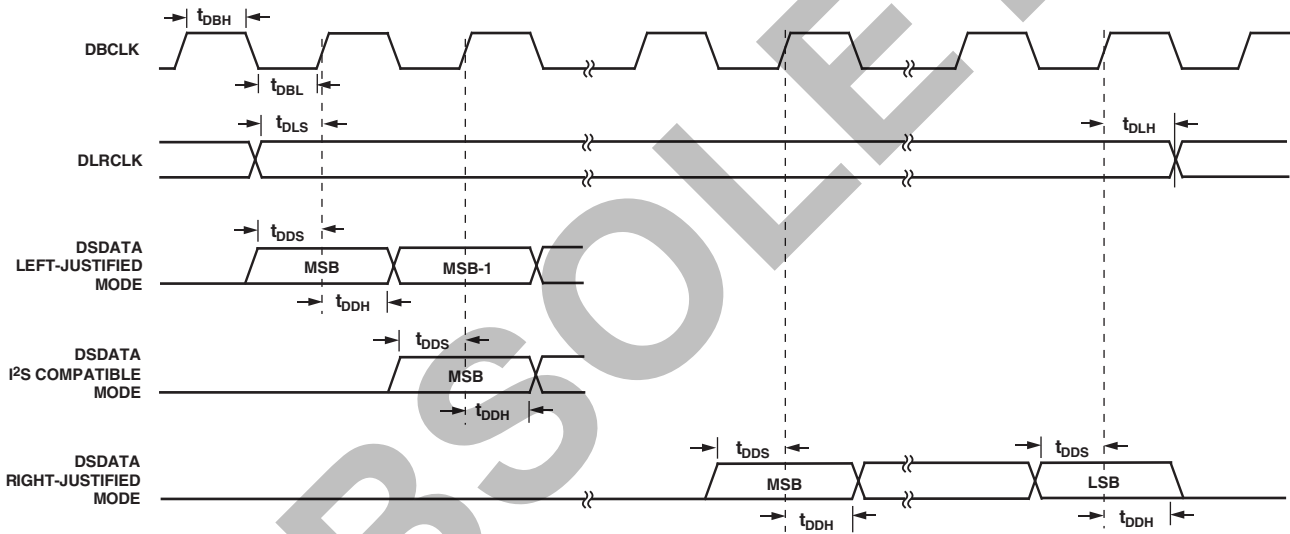 tDBH
DBCLK
tDBL
tDLS
tDLH
DLRCLK
DSDATA
LEFT-JUSTIFIED
MODE
tDDS
MSB
MSB-1
tDDH
DSDATA
I²S COMPATIBLE
MODE
tDDS
MSB
tDDH
DSDATA
RIGHT-JUSTIFIED
MODE
tDDS
MSB
tDDH
tDDS
LSB
tDDH
BSOLE